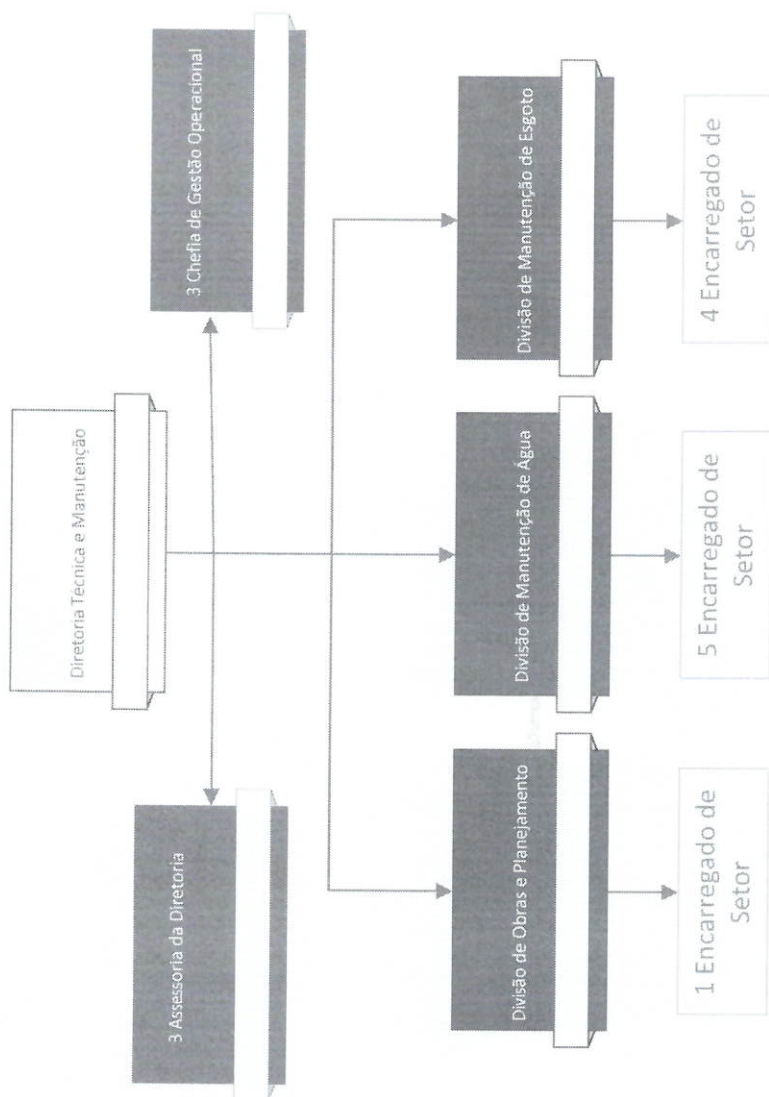 Diretoria Técnica e Manutenção
3 Assessoria da Diretoria
3 Chefia de Gestão Operacional
Divisão de Obras e Planejamento
Divisão de Manutenção de Água
Divisão de Manutenção de Esgoto
1 Encarregado de
Setor
5 Encarregado de
Setor
4 Encarregado de
Setor